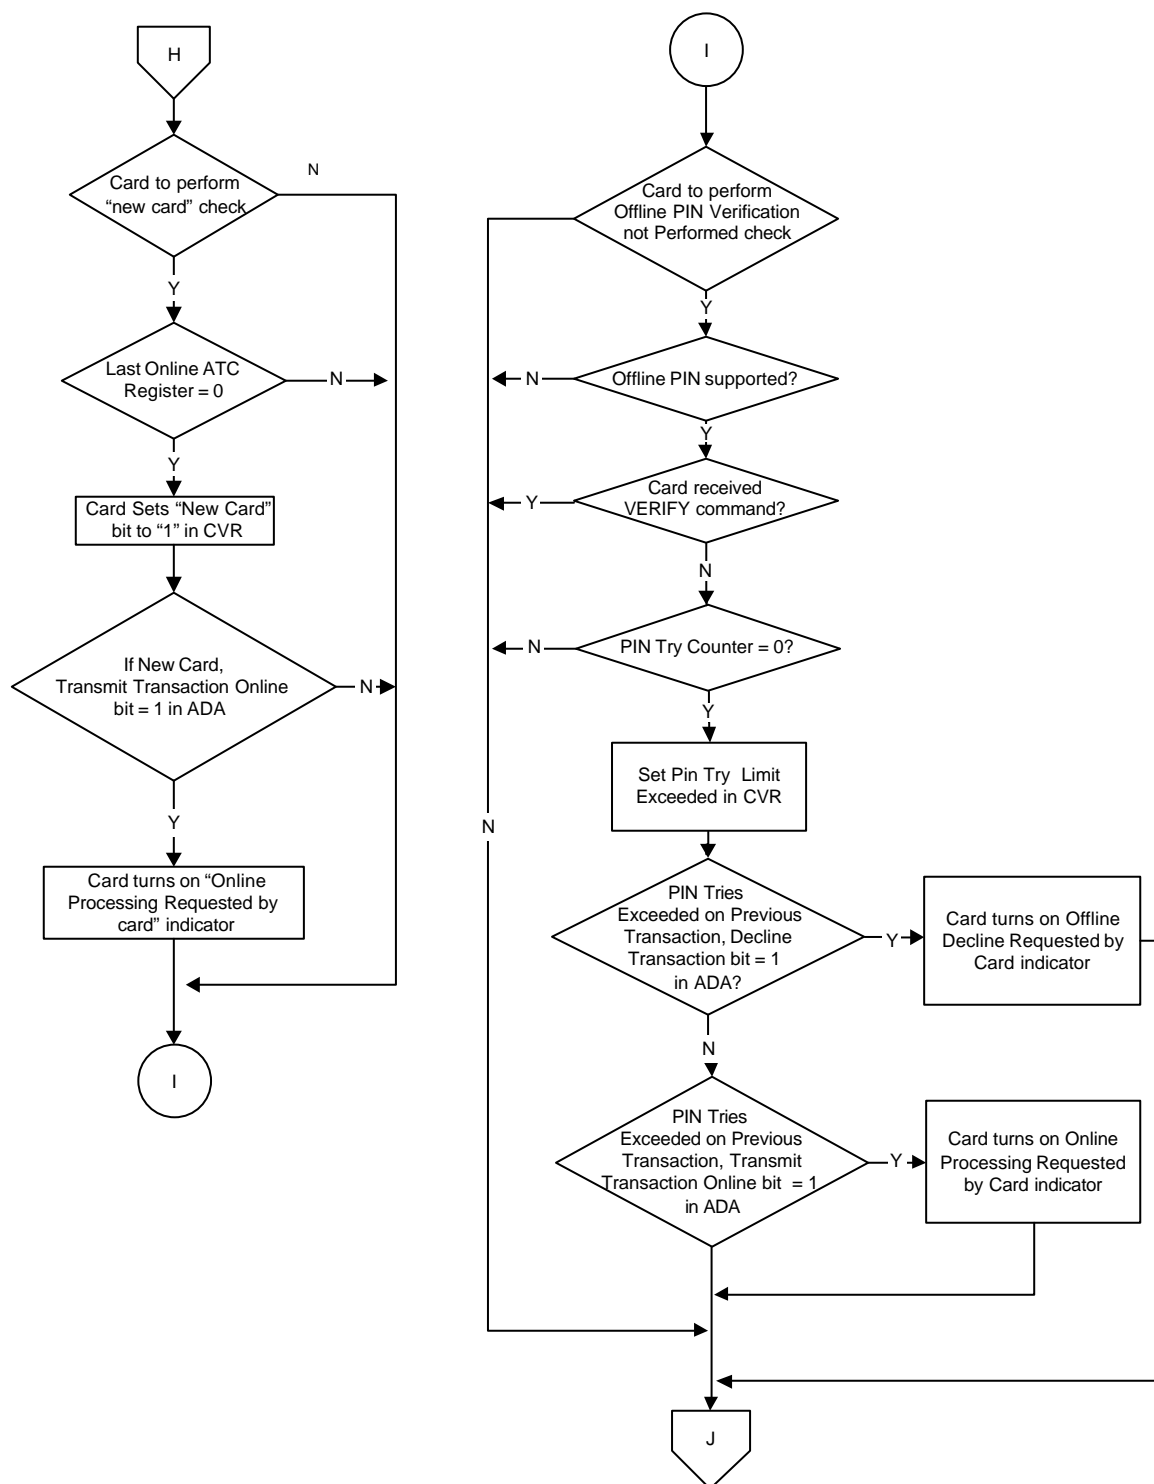 H
Card to perform
“new card” check
N
Y
Last Online ATC
Register = 0
N
Y
Card Sets “New Card”
bit to “1” in CVR
If New Card,
Transmit Transaction Online
bit = 1 in ADA
N
Y
Card turns on “Online
Processing Requested by
card” indicator
I
I
Card to perform
Offline PIN Verification
not Performed check
Y
Offline PIN supported?
N
Y
Card received
VERIFY command?
Y
N
PIN Try Counter = 0?
N
Y
Set Pin Try Limit
Exceeded in CVR
N
PIN Tries
Exceeded on Previous
Transaction, Decline
Transaction bit = 1
in ADA?
Y
Card turns on Offline
Decline Requested by
Card indicator
N
PIN Tries
Exceeded on Previous
Transaction, Transmit
Transaction Online bit = 1
in ADA
Y
Card turns on Online
Processing Requested
by Card indicator
J